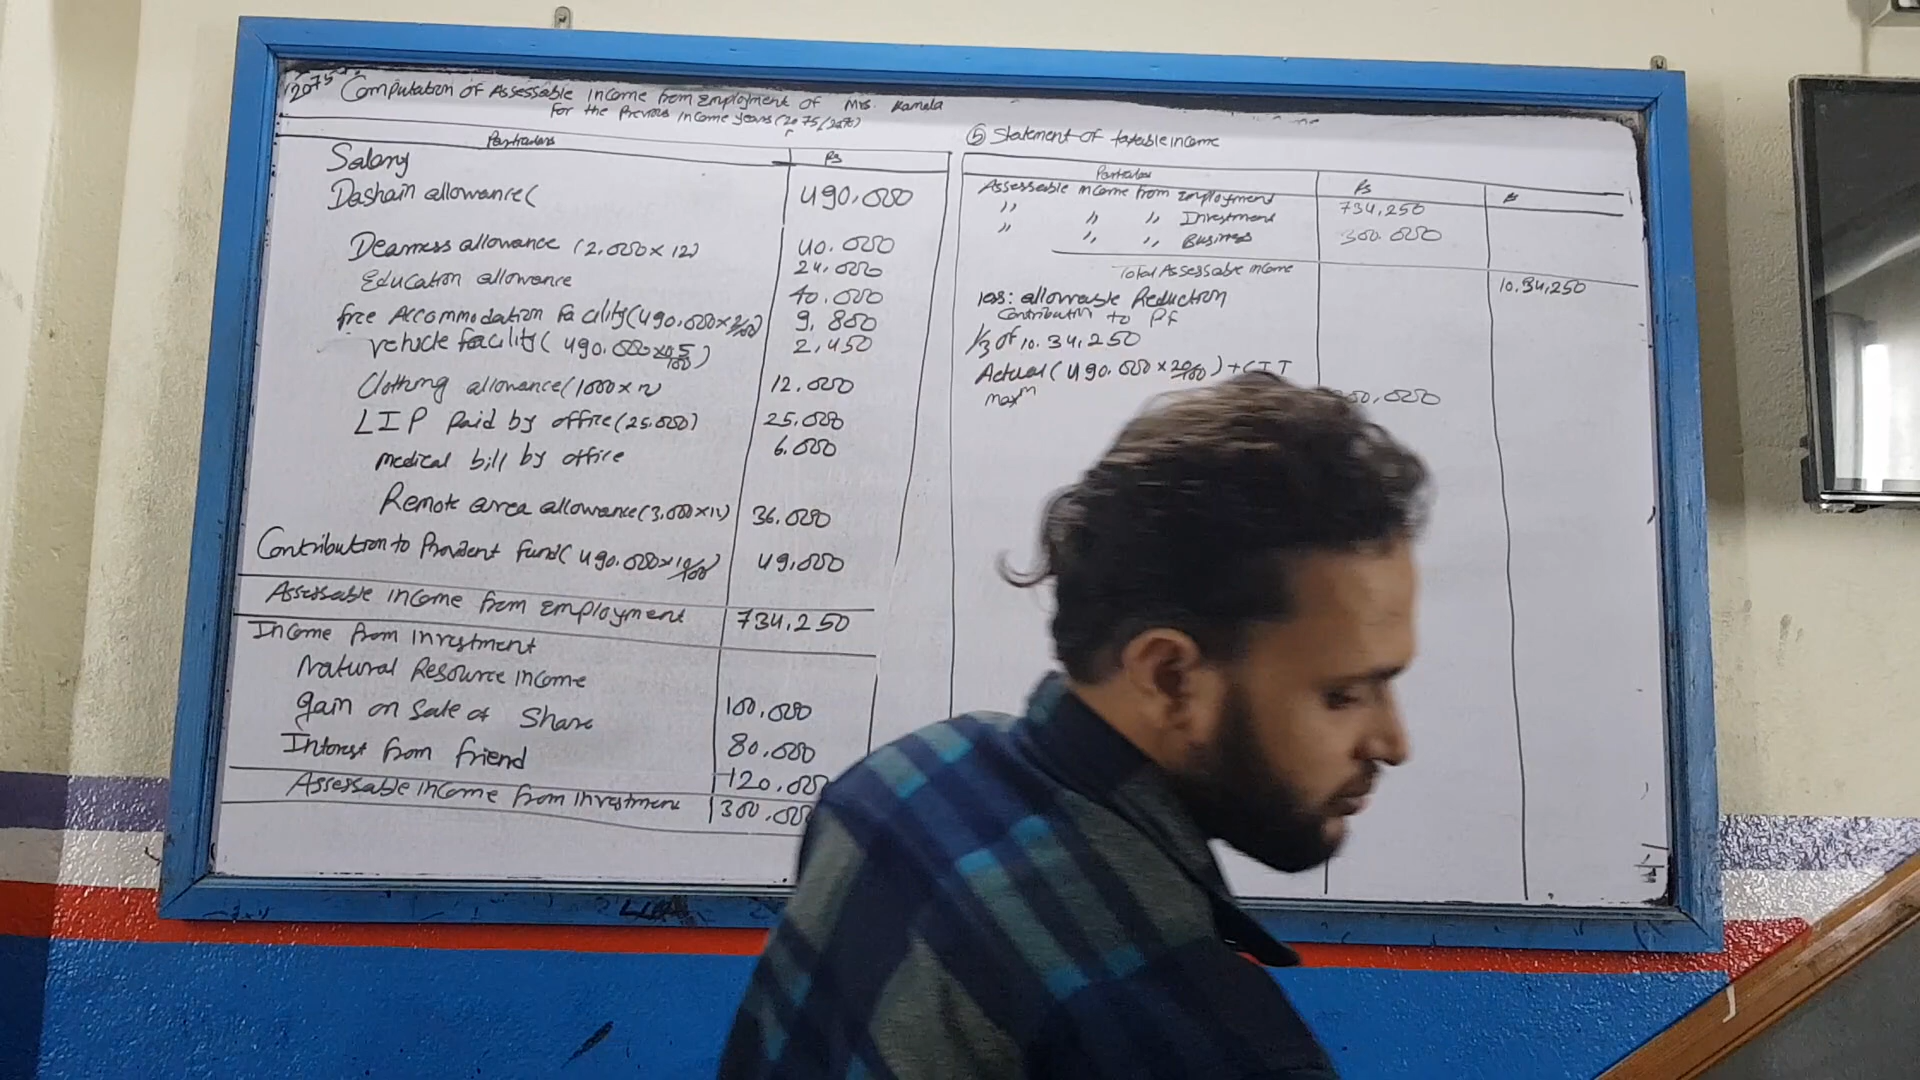 2075 Computation of Assessable Income from Employment of Mrs. Kamala
For the Previous Income years (2075/2076)
Particulars Rs
Salary 490,000
Dashain allowance(
Dearness allowance (2,000×12) 40.000
24.000
Education allowance 40.000
free Accommodation Facility(490,000×2/100) 9,800
vehicle facility( 490.000×0.5/100) 2,450
Clothing allowance(1000×12 12.000
LIP Paid by office(25.000) 25.000
medical bill by office 6.000
Remote area allowance(3,000×12) 36.000
Contribution to Provident fund( 490.000×10/100) 49,000
Assessable income from Employment 734,250
Income from investment
Natural Resource income
gain on Sale of Share 100,000
Interest from friend 80,000
120,000
Assessable income from investment 300,000
⑤ Statement of taxable income
Particulars Rs Rs
Assessable income from employment 734,250
,, ,, ,, Investment 300.000
,, ,, ,, Business
Total Assessable income 10.34,250
less: allowable Reduction
Contribution to PF
1/3 of 10.34,250
Actual( 490.000×20/100)+CIT
maxm 00,000